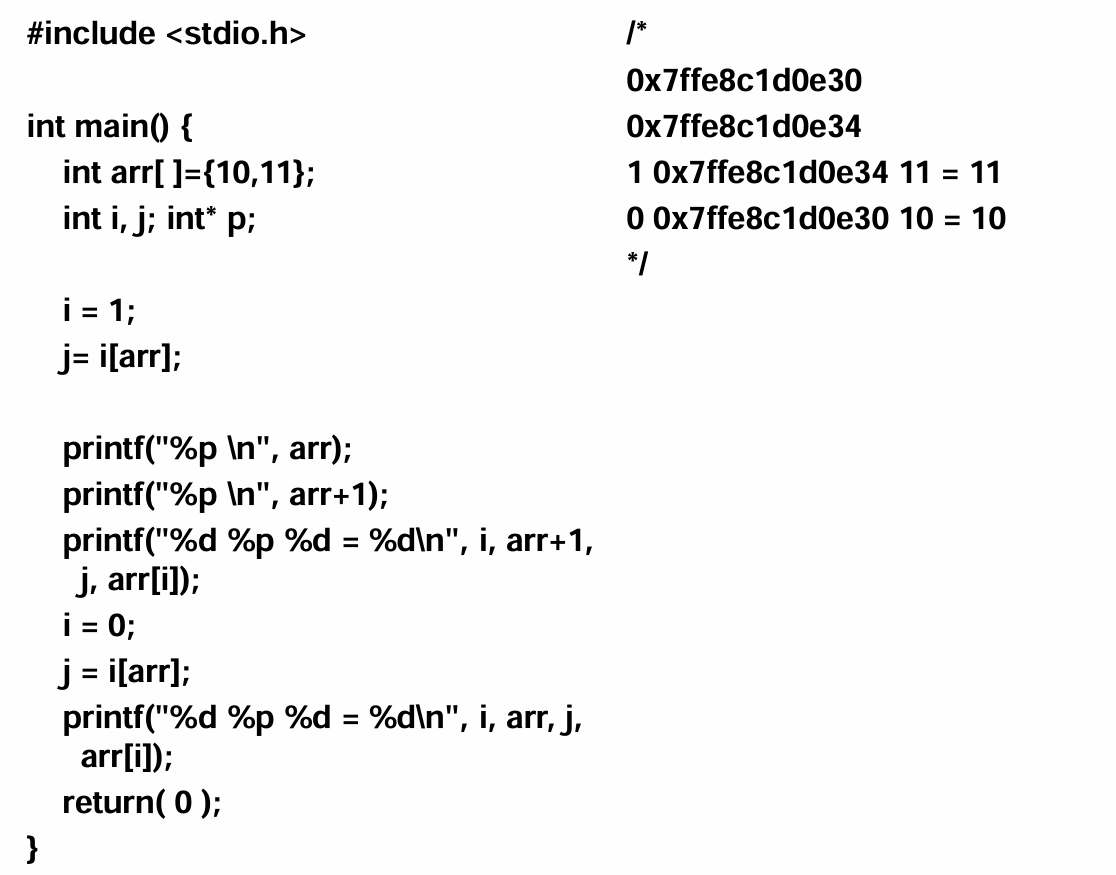 #include <stdio.h>
int main() {
int arr[ ]={10,11};
int i, j; int* p;
i = 1;
j= i[arr];
printf("%p \n", arr);
printf("%p \n", arr+1);
printf("%d %p %d = %d\n", i, arr+1,
j, arr[i]);
i = 0;
j = i[arr];
printf("%d %p %d = %d\n", i, arr, j,
arr[i]);
return( 0 );
}
/*
0x7ffe8c1d0e30
0x7ffe8c1d0e34
1 0x7ffe8c1d0e34 11 = 11
0 0x7ffe8c1d0e30 10 = 10
*/